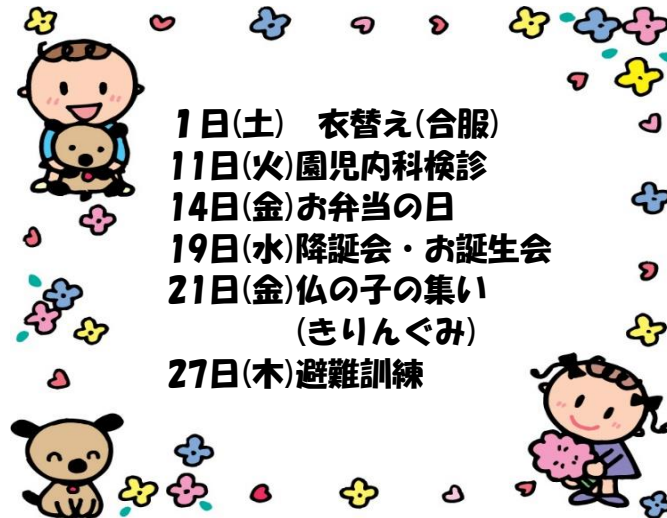 1日(土)　衣替え(合服)
11日(火)園児内科検診
14日(金)お弁当の日
19日(水)降誕会・お誕生会
21日(金)仏の子の集い
(きりんぐみ)
27日(木)避難訓練